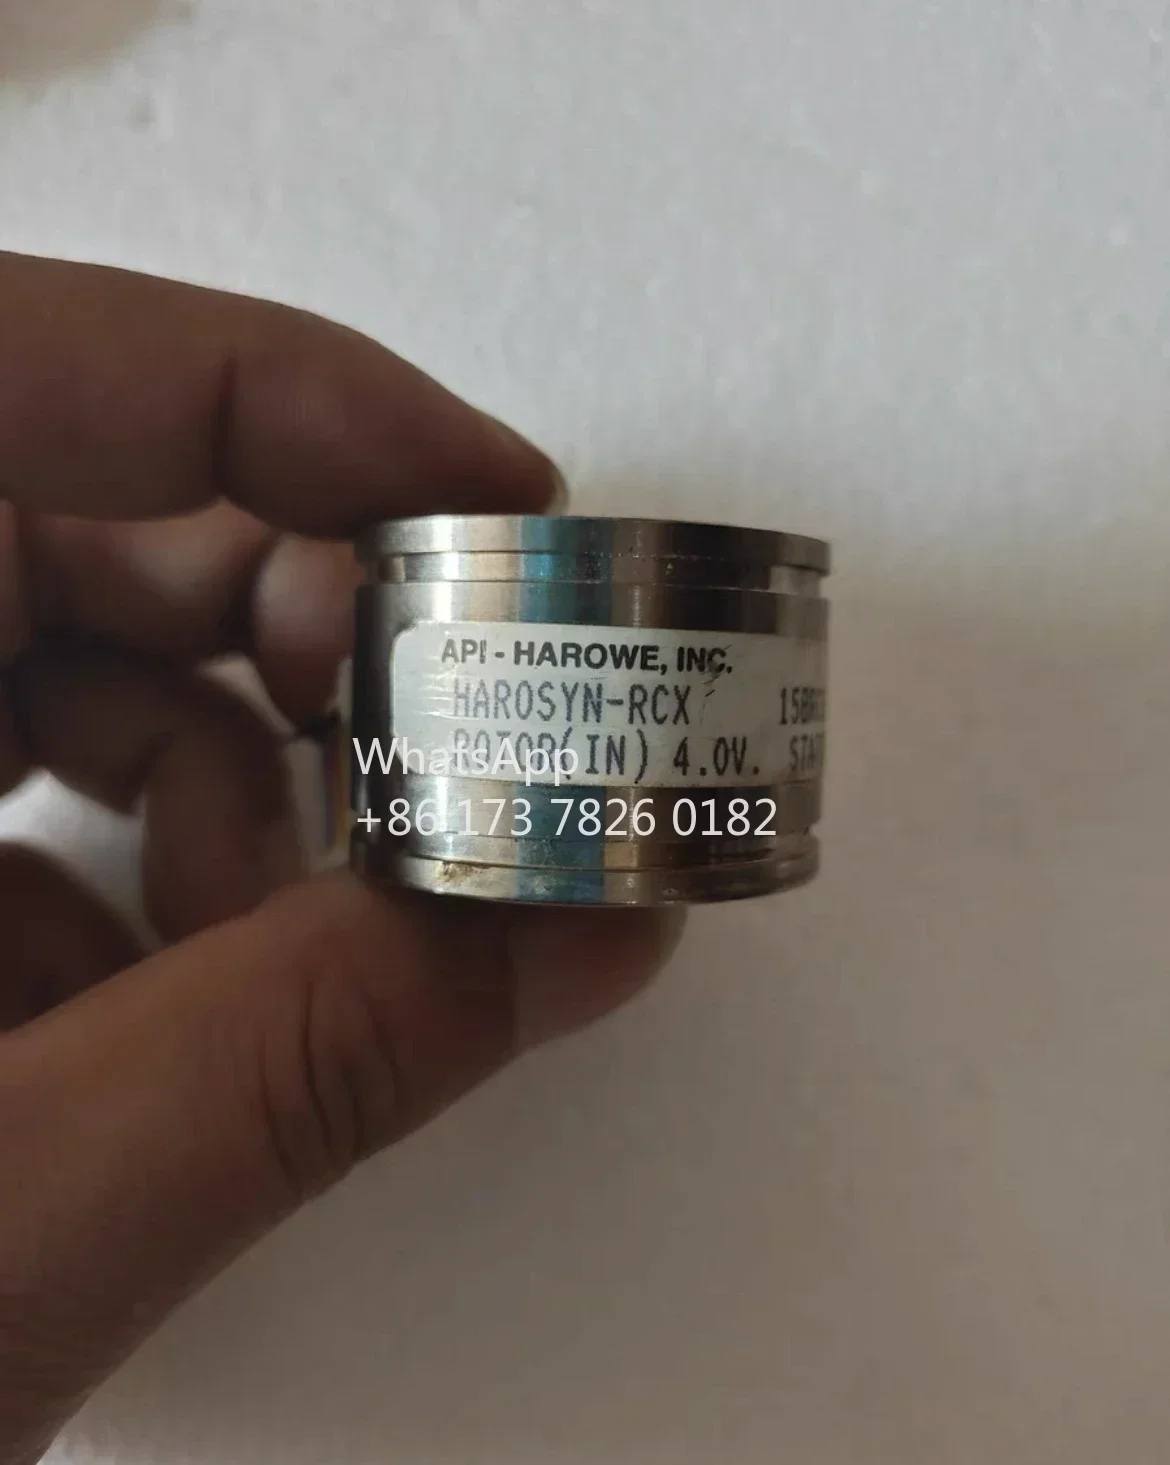 API - HAROWE, INC.
HAROSYN-RCX
ROTOR(IN) 4.0V.
WhatsApp
+86 173 7826 0182